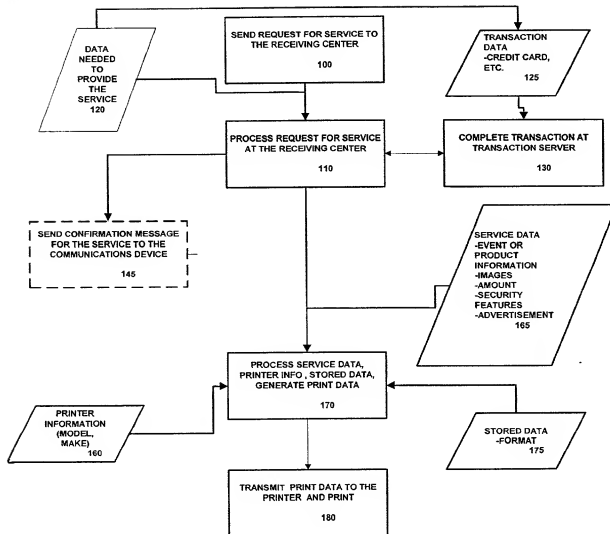 SEND REQUEST FOR SERVICE TO
THE RECEIVING CENTER
100
DATA
NEEDED
TO
PROVIDE
THE
SERVICE
120
TRANSACTION
DATA
-CREDIT CARD,
ETC.
125
PROCESS REQUEST FOR SERVICE
AT THE RECEIVING CENTER
110
COMPLETE TRANSACTION AT
TRANSACTION SERVER
130
SEND CONFIRMATION MESSAGE
FOR THE SERVICE TO THE
COMMUNICATIONS DEVICE
145
SERVICE DATA
-EVENT OR
PRODUCT
INFORMATION
-IMAGES
-AMOUNT
-SECURITY
FEATURES
-ADVERTISEMENT
165
PROCESS SERVICE DATA,
PRINTER INFO , STORED DATA,
GENERATE PRINT DATA
170
PRINTER
INFORMATION
(MODEL,
MAKE)
160
STORED DATA
-FORMAT
175
TRANSMIT PRINT DATA TO THE
PRINTER AND PRINT
180